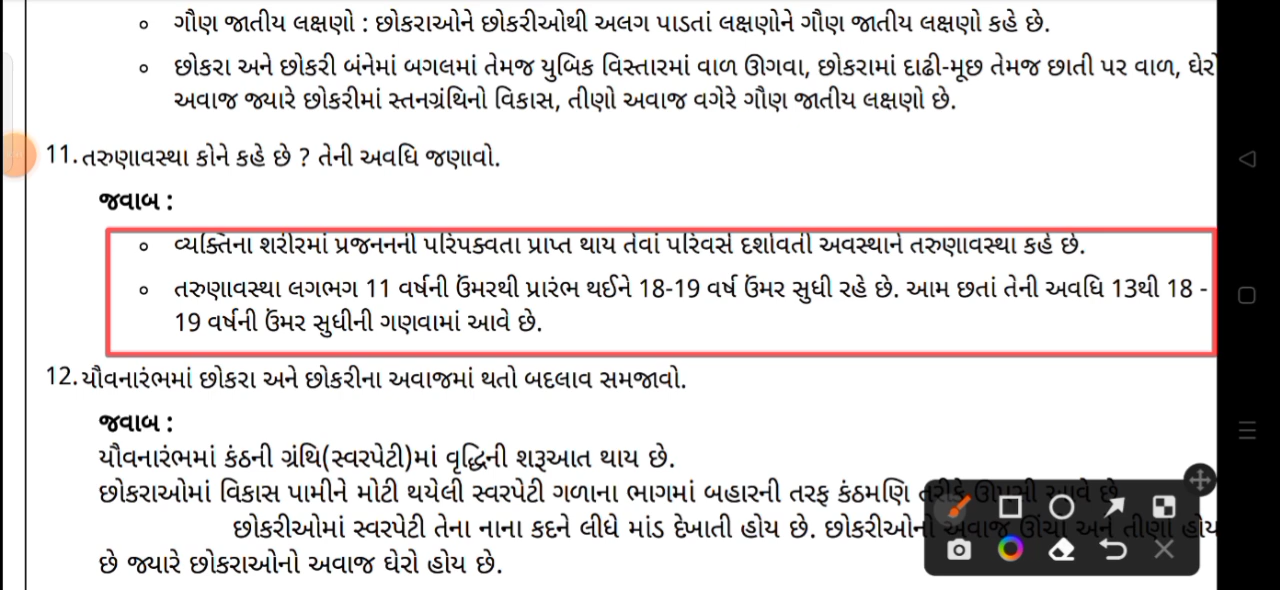 ગૌણ જાતીય લક્ષણો : છોકરાઓને છોકરીઓથી અલગ પાડતાં લક્ષણોને ગૌણ જાતીય લક્ષણો કહે છે.
છોકરા અને છોકરી બંનેમાં બગલમાં તેમજ યુબિક વિસ્તારમાં વાળ ઊગવા, છોકરામાં દાઢી-મૂછ તેમજ છાતી પર વાળ, ઘેરો
અવાજ જ્યારે છોકરીમાં સ્તનગ્રંથિનો વિકાસ, તીણો અવાજ વગેરે ગૌણ જાતીય લક્ષણો છે.
11. તરુણાવસ્થા કોને કહે છે ? તેની અવધિ જણાવો.
જવાબ :
વ્યક્તિના શરીરમાં પ્રજનનની પરિપક્વતા પ્રાપ્ત થાય તેવાં પરિવર્સ દર્શાવતી અવસ્થાને તરુણાવસ્થા કહે છે.
તરુણાવસ્થા લગભગ 11 વર્ષની ઉંમરથી પ્રારંભ થઈને 18-19 વર્ષ ઉંમર સુધી રહે છે. આમ છતાં તેની અવધિ 13થી 18 -
19 વર્ષની ઉંમર સુધીની ગણવામાં આવે છે.
12. યૌવનારંભમાં છોકરા અને છોકરીના અવાજમાં થતો બદલાવ સમજાવો.
જવાબ :
યૌવનારંભમાં કંઠની ગ્રંથિ(સ્વરપેટી)માં વૃદ્ધિની શરૂઆત થાય છે.
છોકરાઓમાં વિકાસ પામીને મોટી થયેલી સ્વરપેટી ગળાના ભાગમાં બહારની તરફ કંઠમણિ તરીકે ઊપસી આવે છે
છોકરીઓમાં સ્વરપેટી તેના નાના કદને લીધે માંડ દેખાતી હોય છે. છોકરીઓનો અવાજ ઊંચો અને તીણો હોય
છે જ્યારે છોકરાઓનો અવાજ ઘેરો હોય છે.